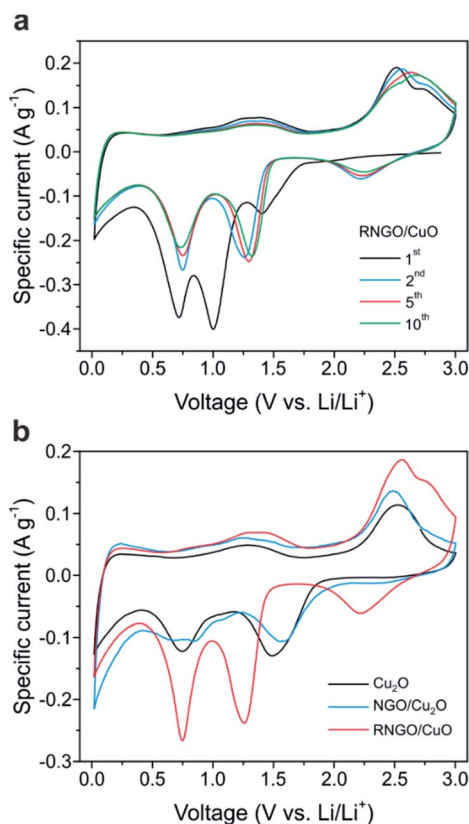 a
Specific current (A g⁻¹)
0.2
0.1
0.0
-0.1
-0.2
-0.3
-0.4
RNGO/CuO
1ˢᵗ
2ⁿᵈ
5ᵗʰ
10ᵗʰ
0.0 0.5 1.0 1.5 2.0 2.5 3.0
Voltage (V vs. Li/Li⁺)
b
Specific current (A g⁻¹)
0.2
0.1
0.0
-0.1
-0.2
-0.3
Cu₂O
NGO/Cu₂O
RNGO/CuO
0.0 0.5 1.0 1.5 2.0 2.5 3.0
Voltage (V vs. Li/Li⁺)